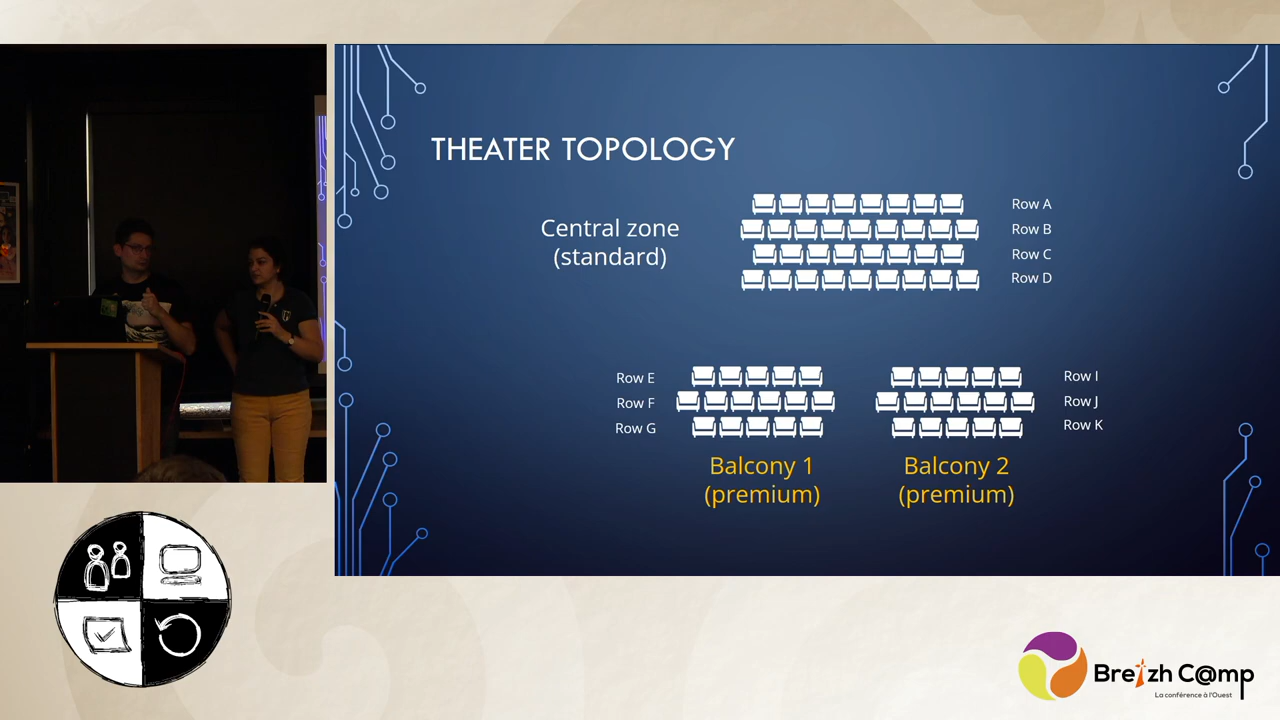 THEATER TOPOLOGY
Central zone
(standard)
Row A
Row B
Row C
Row D
Row E
Row F
Row G
Row I
Row J
Row K
Balcony 1
(premium)
Balcony 2
(premium)
Breizh C@mp
La conférence à l'Ouest